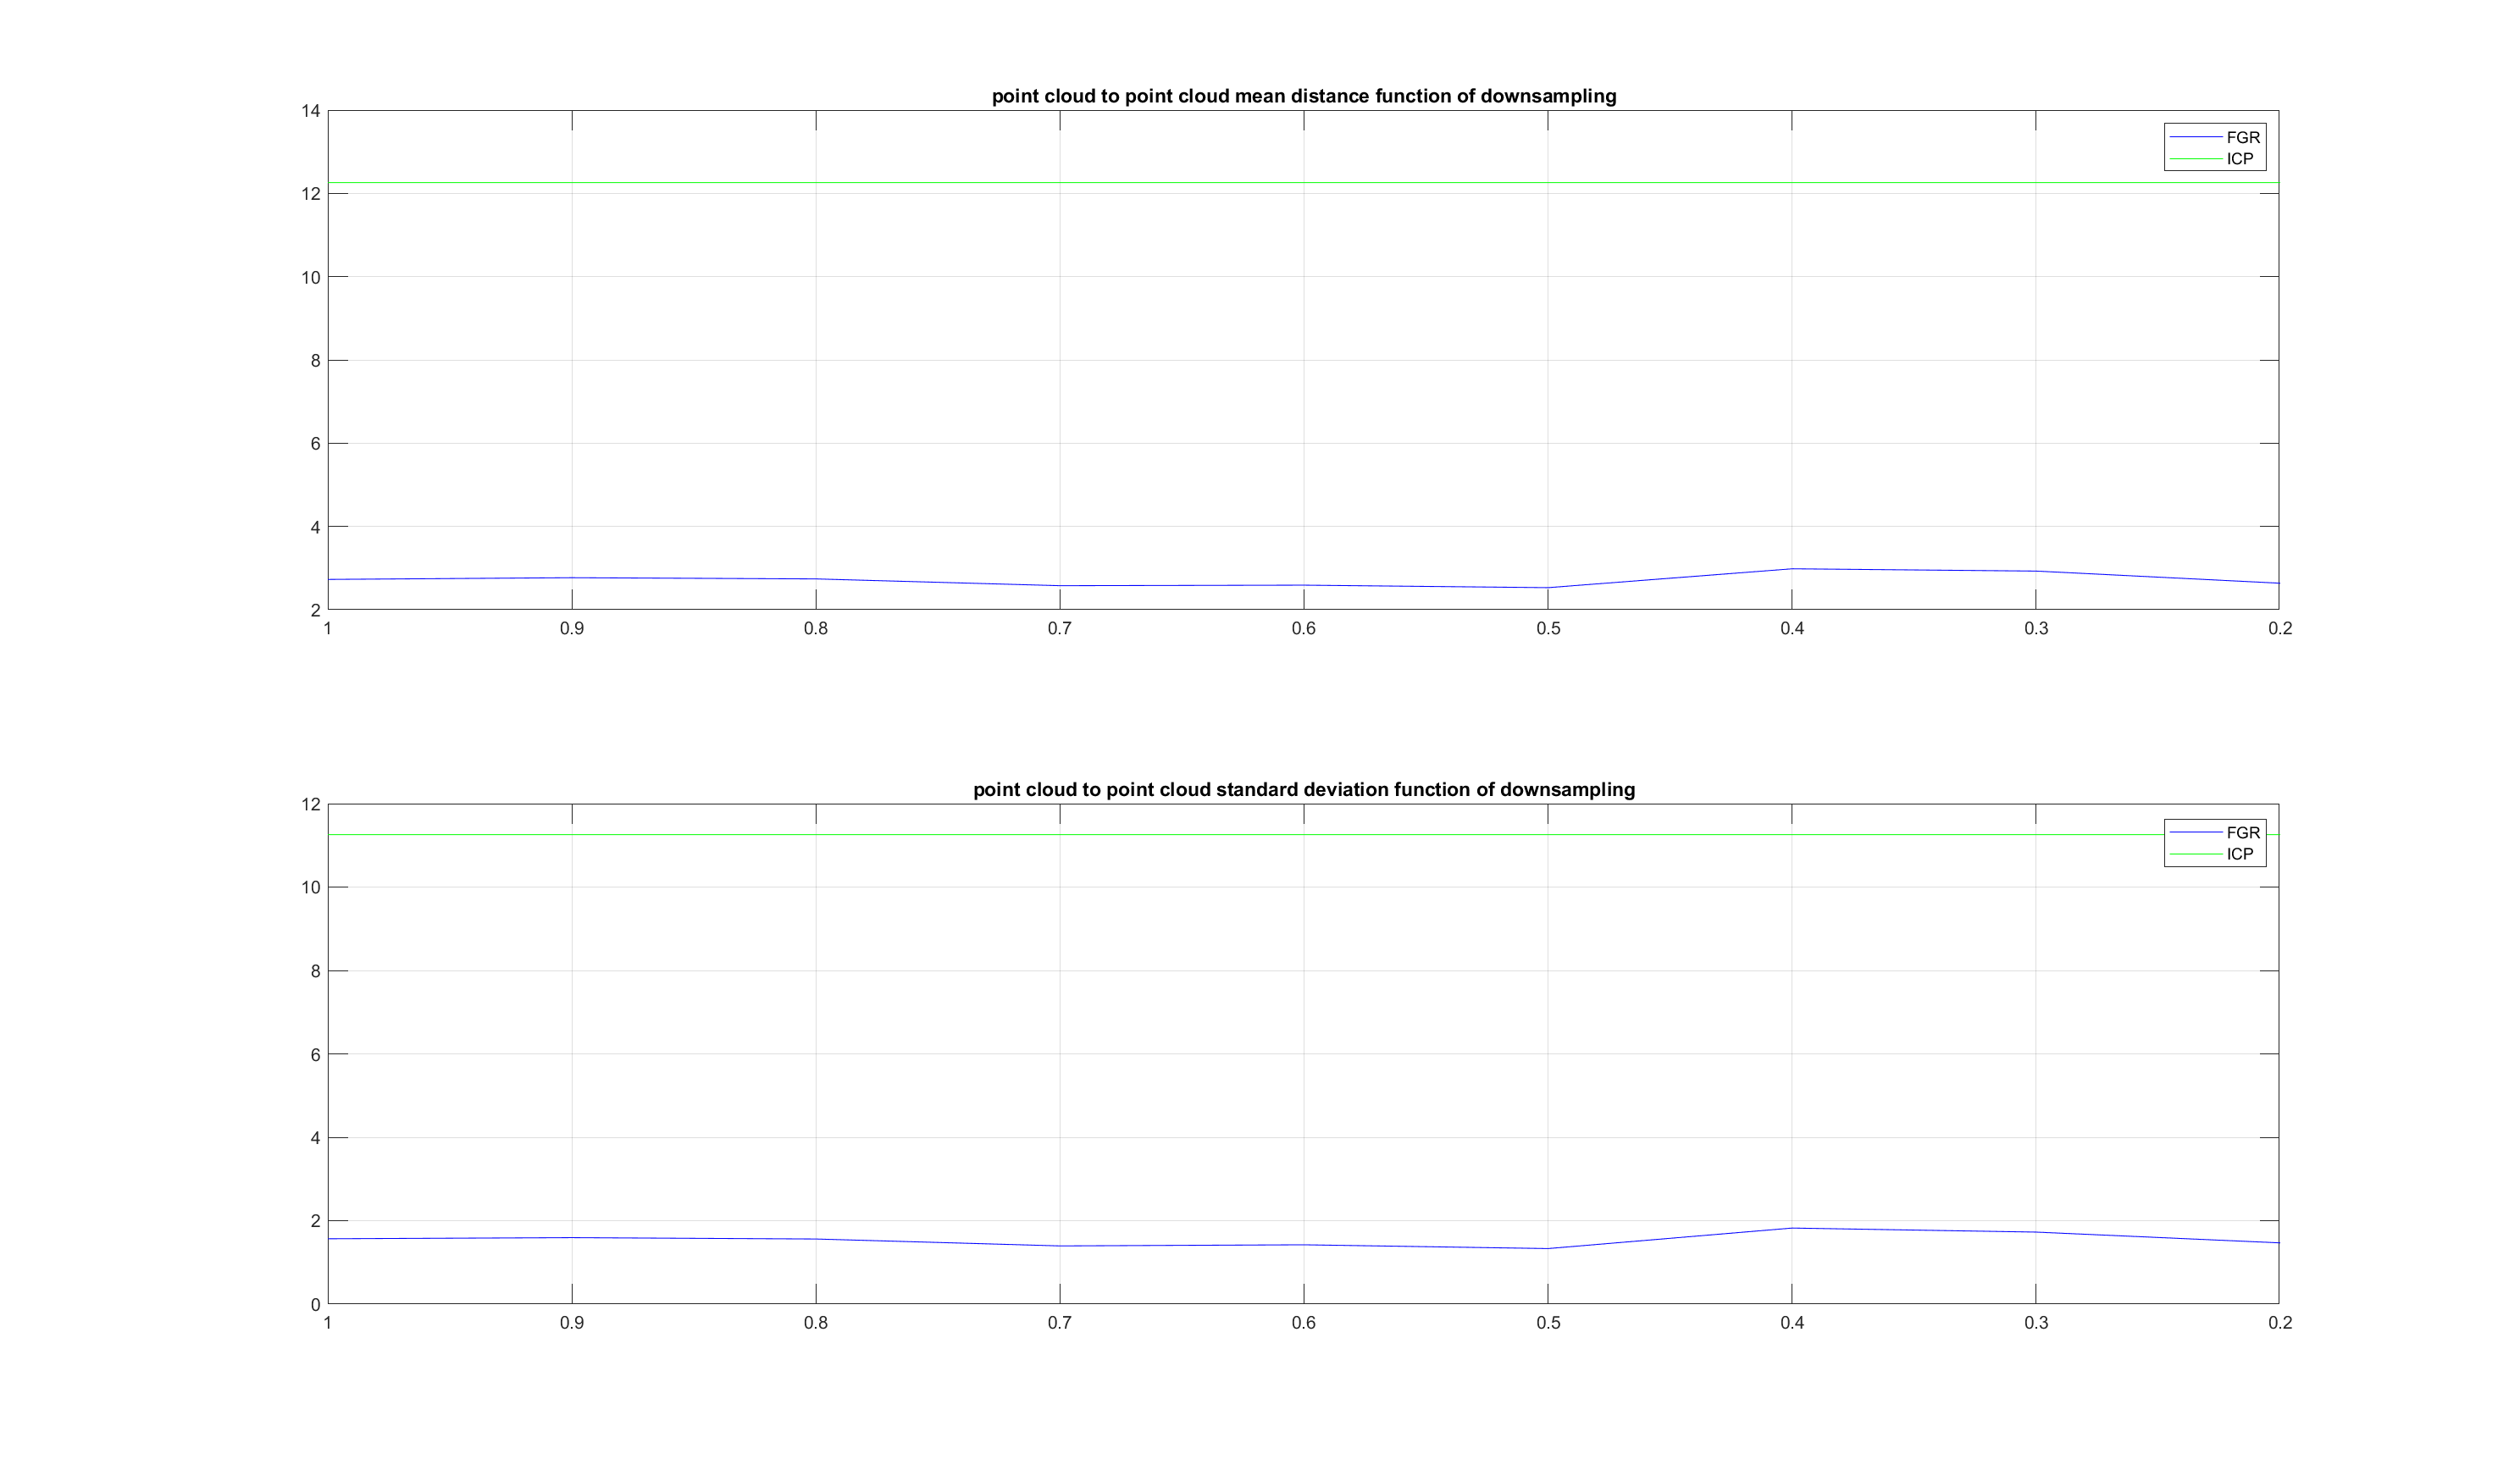 point cloud to point cloud mean distance function of downsampling
14
12
10
8
6
4
2
FGR
ICP
1 0.9 0.8 0.7 0.6 0.5 0.4 0.3 0.2
point cloud to point cloud standard deviation function of downsampling
12
10
8
6
4
2
0
FGR
ICP
1 0.9 0.8 0.7 0.6 0.5 0.4 0.3 0.2